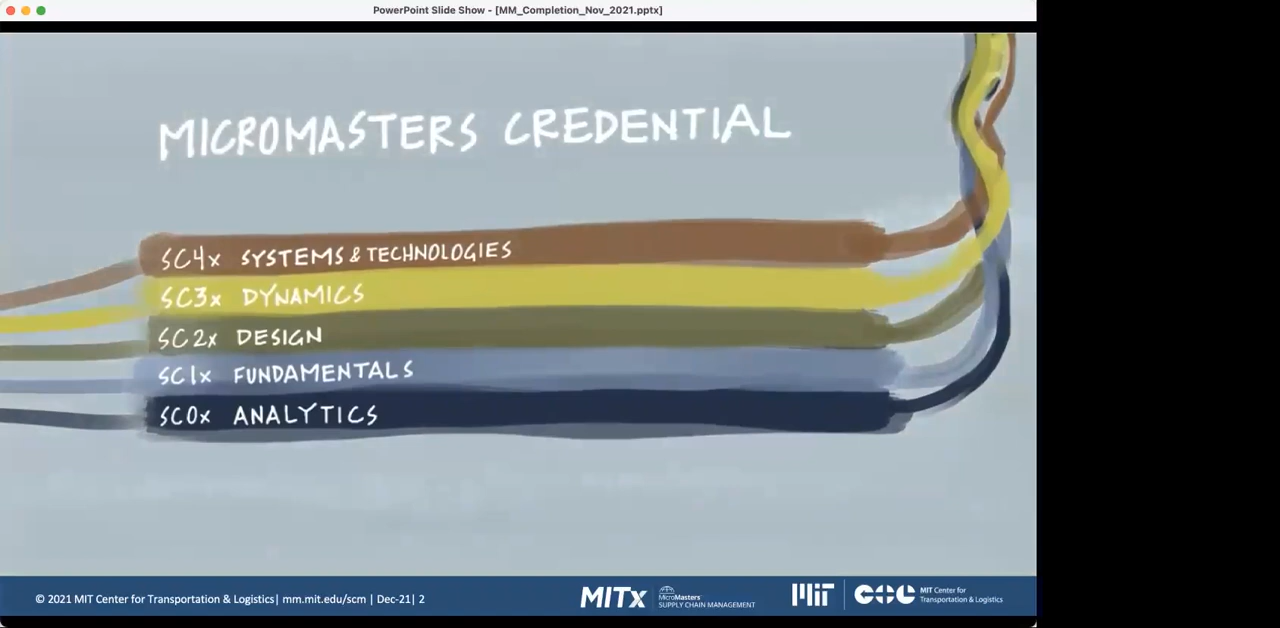 PowerPoint Slide Show - [MM_Completion_Nov_2021.pptx]
MICROMASTERS CREDENTIAL
SC4x SYSTEMS & TECHNOLOGIES
SC3x DYNAMICS
SC2x DESIGN
SC1x FUNDAMENTALS
SC0x ANALYTICS
© 2021 MIT Center for Transportation & Logistics| mm.mit.edu/scm | Dec-21| 2
MITx
MicroMasters
SUPPLY CHAIN MANAGEMENT
MIT
CTL
MIT Center for
Transportation & Logistics